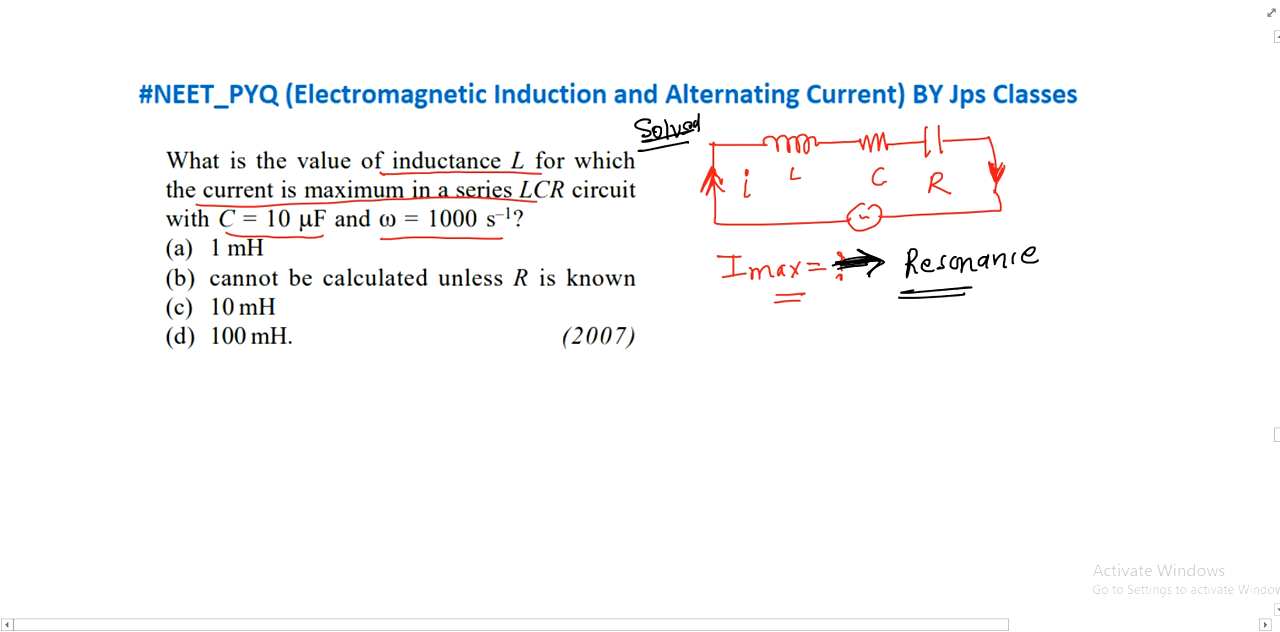 #NEET_PYQ (Electromagnetic Induction and Alternating Current) BY Jps Classes
Solved
What is the value of inductance L for which
the current is maximum in a series LCR circuit
with C = 10 μF and ω = 1000 s⁻¹?
(a) 1 mH
(b) cannot be calculated unless R is known
(c) 10 mH
(d) 100 mH. (2007)
i L C R
Imax = ? Resonance
Activate Windows
Go to Settings to activate Window